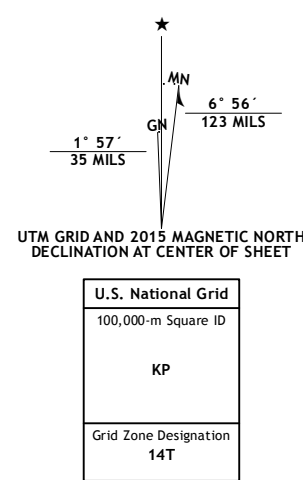 ★
MN
GN
6° 56´
123 MILS
1° 57´
35 MILS
UTM GRID AND 2015 MAGNETIC NORTH
DECLINATION AT CENTER OF SHEET
U.S. National Grid
100,000-m Square ID
KP
Grid Zone Designation
14T